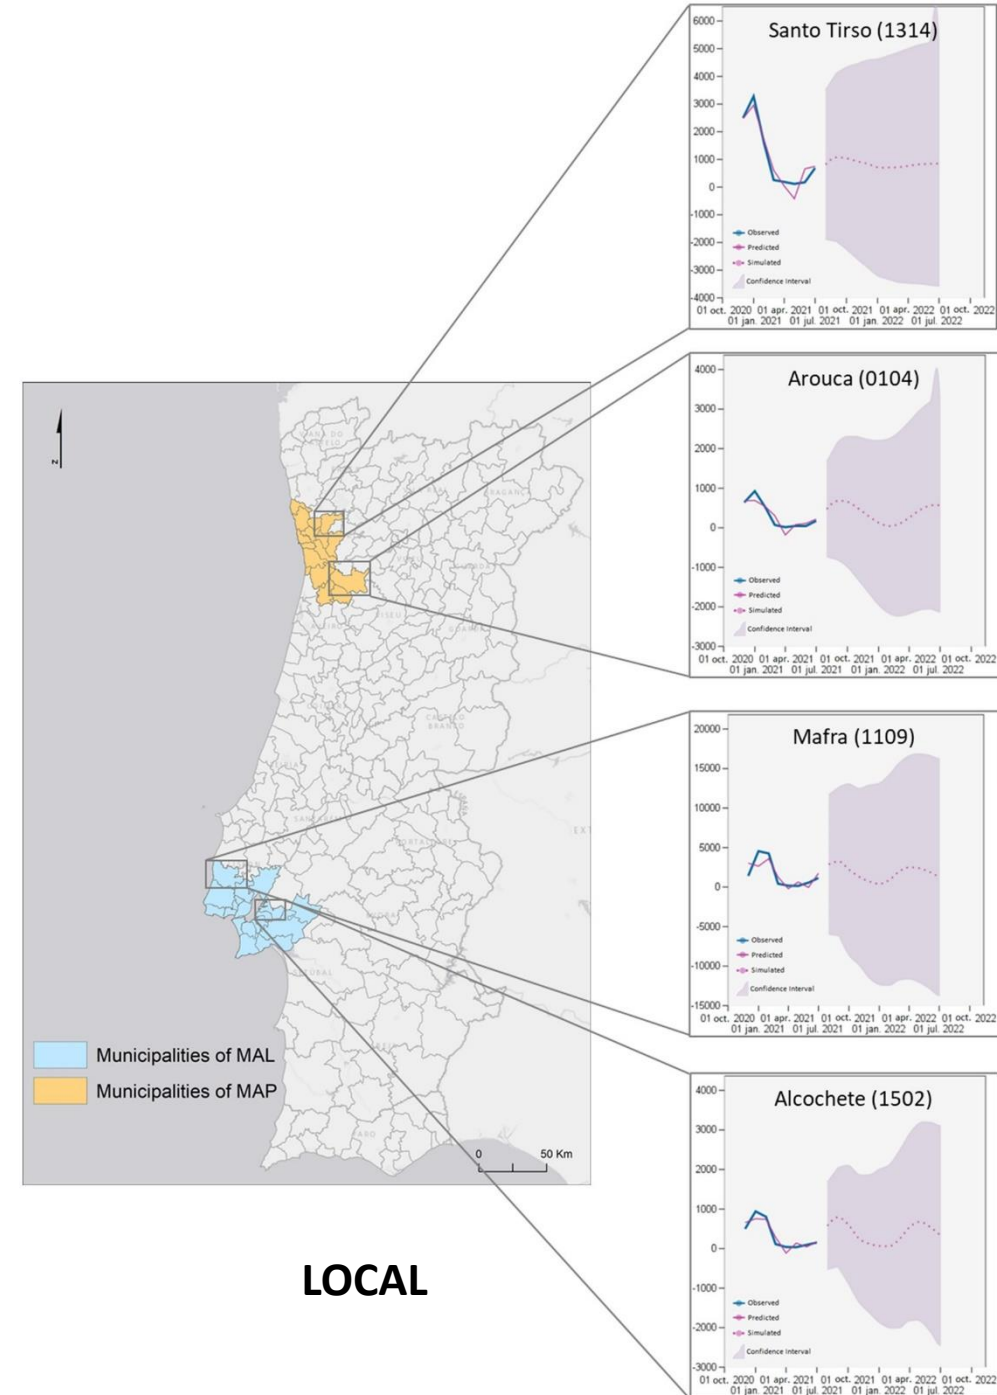 Santo Tirso (1314)
6000
5000
4000
3000
2000
1000
0
-1000
-2000
-3000
-4000
Observed
Predicted
Simulated
Confidence Interval
01 oct. 2020 01 apr. 2021 01 oct. 2021 01 apr. 2022 01 oct. 2022
01 jan. 2021 01 jul. 2021 01 jan. 2022 01 jul. 2022
Arouca (0104)
4000
3000
2000
1000
0
-1000
-2000
-3000
Observed
Predicted
Simulated
Confidence Interval
01 oct. 2020 01 apr. 2021 01 oct. 2021 01 apr. 2022 01 oct. 2022
01 jan. 2021 01 jul. 2021 01 jan. 2022 01 jul. 2022
Mafra (1109)
20000
15000
10000
5000
0
-5000
-10000
-15000
Observed
Predicted
Simulated
Confidence Interval
01 oct. 2020 01 apr. 2021 01 oct. 2021 01 apr. 2022 01 oct. 2022
01 jan. 2021 01 jul. 2021 01 jan. 2022 01 jul. 2022
Alcochete (1502)
4000
3000
2000
1000
0
-1000
-2000
-3000
Observed
Predicted
Simulated
Confidence Interval
01 oct. 2020 01 apr. 2021 01 oct. 2021 01 apr. 2022 01 oct. 2022
01 jan. 2021 01 jul. 2021 01 jan. 2022 01 jul. 2022
N
CASTELO
BRANCO
FARO
Municipalities of MAL
Municipalities of MAP
0 50 Km
LOCAL